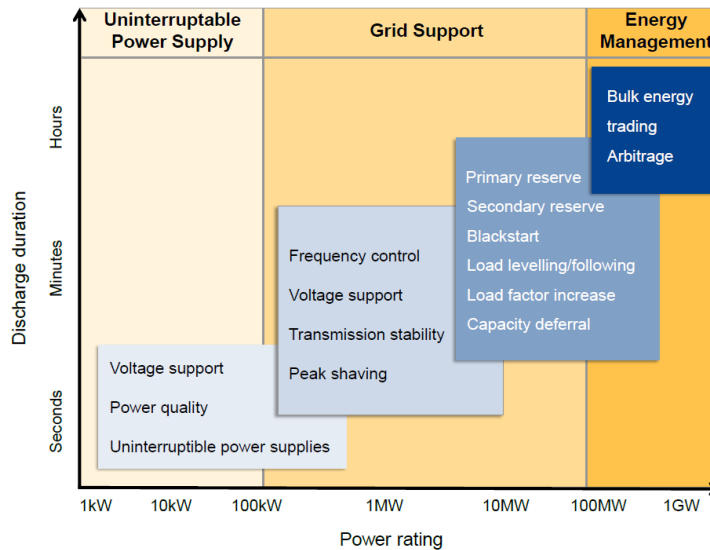 Uninterruptable
Power Supply
Grid Support
Energy
Management
Discharge duration
Hours
Minutes
Seconds
Bulk energy
trading
Arbitrage
Primary reserve
Secondary reserve
Blackstart
Load levelling/following
Load factor increase
Capacity deferral
Frequency control
Voltage support
Transmission stability
Peak shaving
Voltage support
Power quality
Uninterruptible power supplies
1kW 10kW 100kW 1MW 10MW 100MW 1GW
Power rating